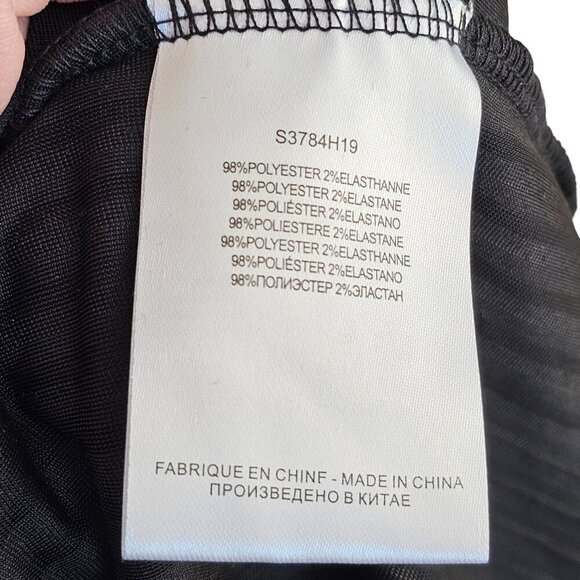 S3784H19
98%POLYESTER 2%ELASTHANNE
98%POLYESTER 2%ELASTANE
98%POLIÉSTER 2%ELASTANO
98%POLIESTERE 2%ELASTANE
98%POLYESTER 2%ELASTHANNE
98%POLIÉSTER 2%ELASTANO
98%ПОЛИЭСТЕР 2%ЭЛАСТАН
FABRIQUE EN CHINF - MADE IN CHINA
ПРОИЗВЕДЕНО В КИТАЕ